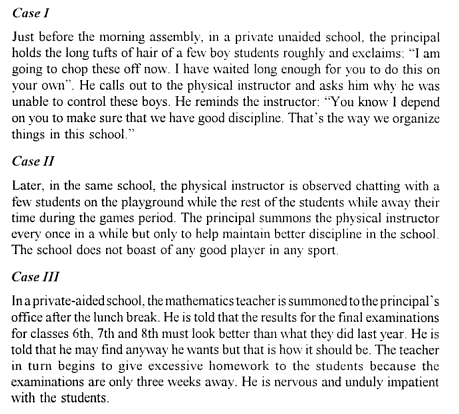 Case I
Just before the morning assembly, in a private unaided school, the principal
holds the long tufts of hair of a few boy students roughly and exclaims: “I am
going to chop these off now. I have waited long enough for you to do this on
your own”. He calls out to the physical instructor and asks him why he was
unable to control these boys. He reminds the instructor: “You know I depend
on you to make sure that we have good discipline. That’s the way we organize
things in this school.”
Case II
Later, in the same school, the physical instructor is observed chatting with a
few students on the playground while the rest of the students while away their
time during the games period. The principal summons the physical instructor
every once in a while but only to help maintain better discipline in the school.
The school does not boast of any good player in any sport.
Case III
In a private-aided school, the mathematics teacher is summoned to the principal’s
office after the lunch break. He is told that the results for the final examinations
for classes 6th, 7th and 8th must look better than what they did last year. He is
told that he may find anyway he wants but that is how it should be. The teacher
in turn begins to give excessive homework to the students because the
examinations are only three weeks away. He is nervous and unduly impatient
with the students.